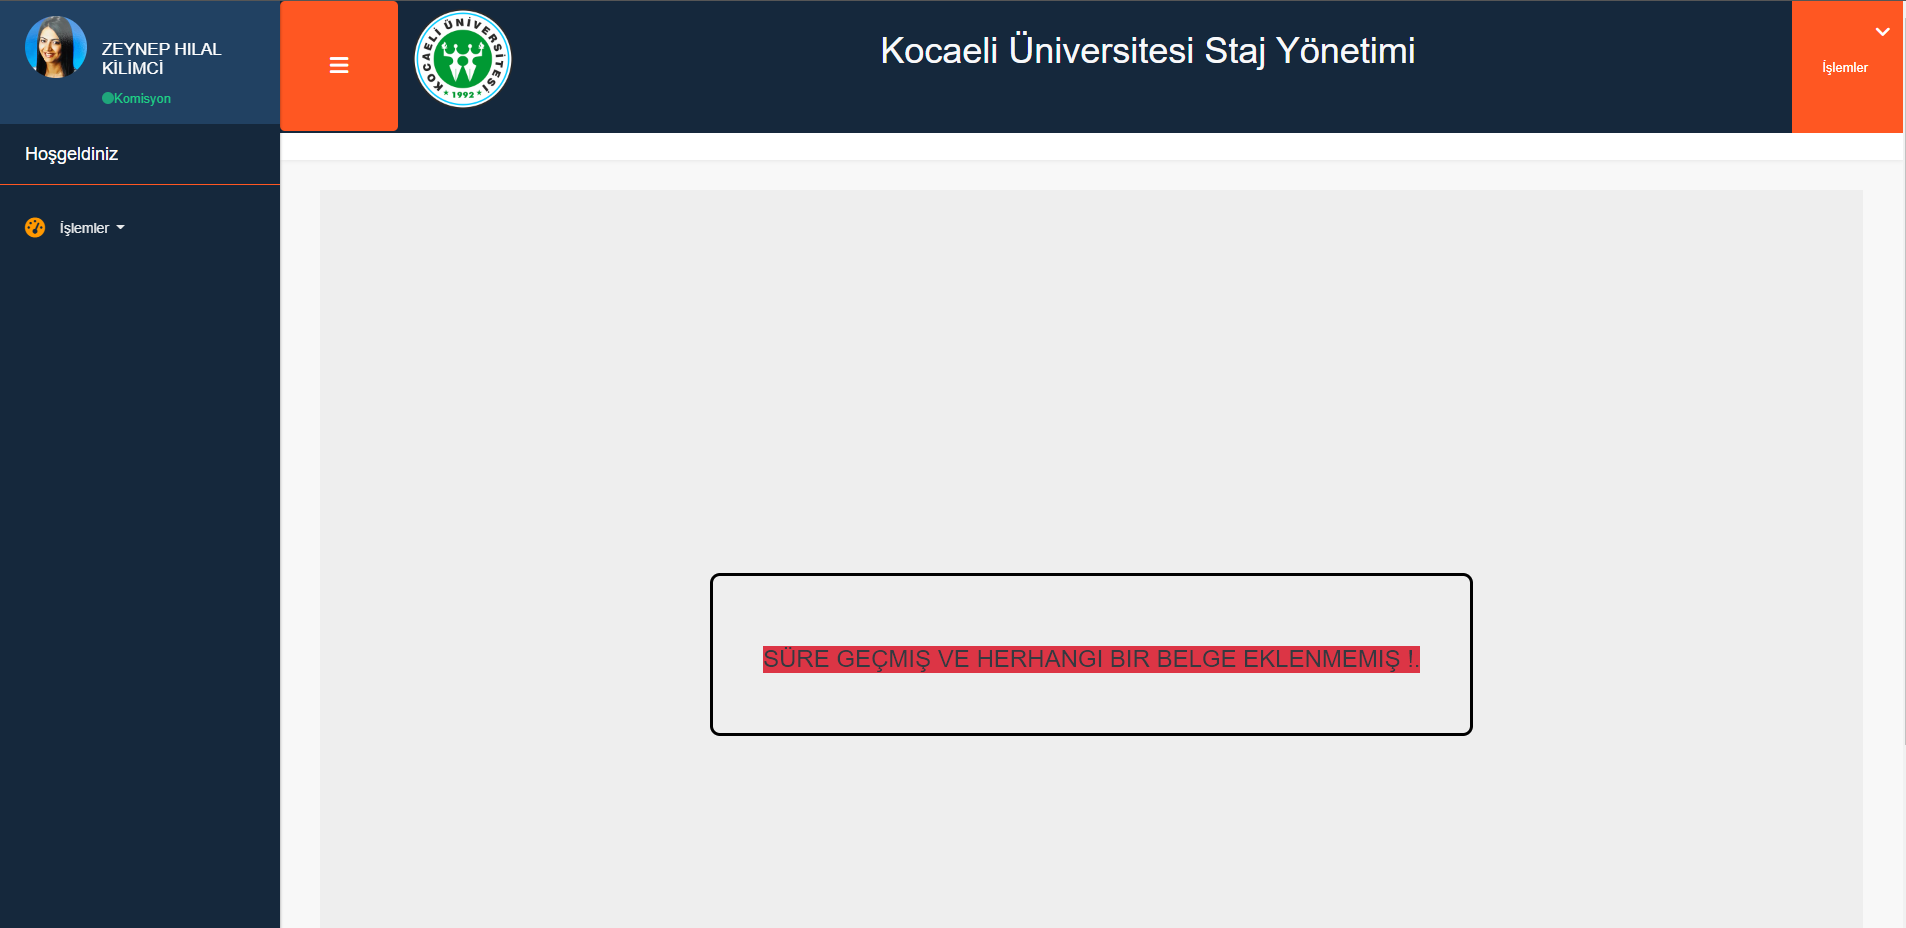 ZEYNEP HILAL
KİLİMCİ
Komisyon
Hoşgeldiniz
İşlemler
KOCAELİ ÜNİVERSİTESİ
* 1992 *
Kocaeli Üniversitesi Staj Yönetimi
İşlemler
SÜRE GEÇMIŞ VE HERHANGI BIR BELGE EKLENMEMIŞ !.